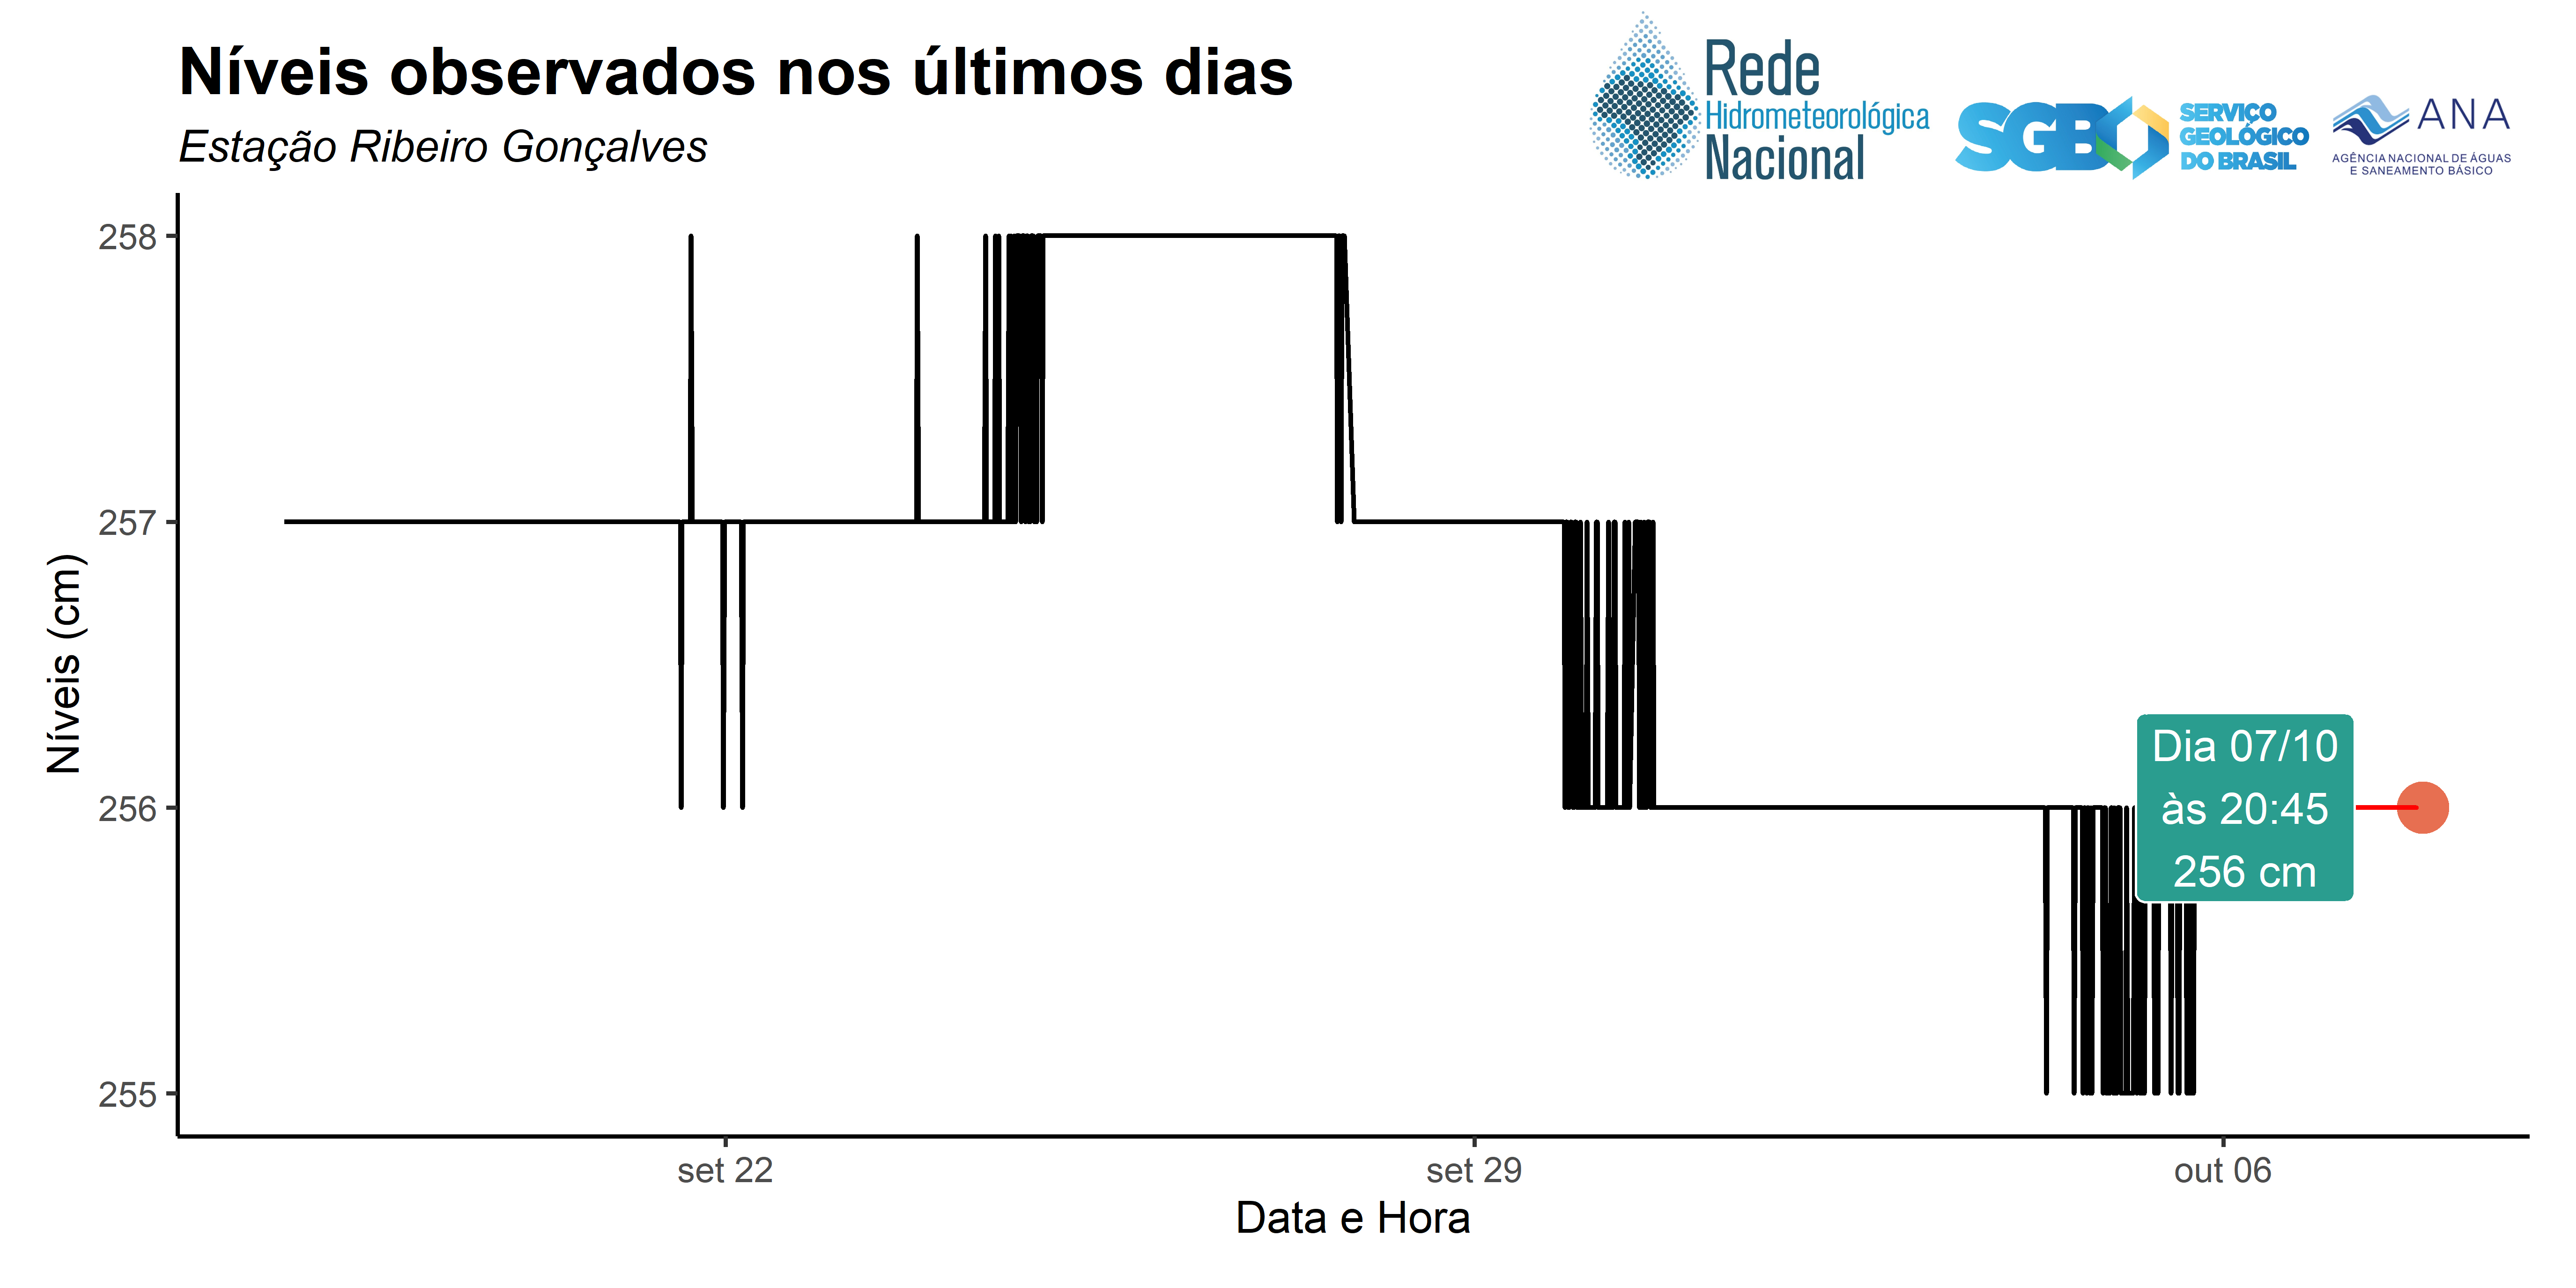 Níveis observados nos últimos dias
Estação Ribeiro Gonçalves
Rede
Hidrometeorológica
Nacional
SGB
SERVIÇO
GEOLÓGICO
DO BRASIL
ANA
AGÊNCIA NACIONAL DE ÁGUAS
E SANEAMENTO BÁSICO
Níveis (cm)
258
257
256
255
Dia 07/10
às 20:45
256 cm
set 22
set 29
out 06
Data e Hora